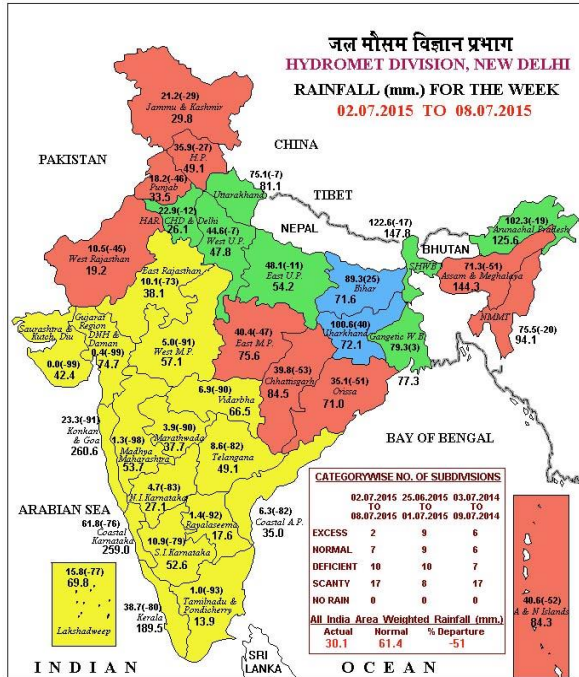 जल मौसम विज्ञान प्रभाग
HYDROMET DIVISION, NEW DELHI
RAINFALL (mm.) FOR THE WEEK
02.07.2015 TO 08.07.2015
21.2(-29)
Jammu & Kashmir
29.8
CHINA
35.9(-27)
H.P.
49.1
PAKISTAN
18.2(-46)
Punjab
33.5
75.1(-7)
81.1
Uttarakhand
TIBET
22.9(-12)
HAR. CHD & Delhi
26.1
NEPAL
44.6(-7)
West U.P.
47.8
122.6(-17)
147.8
BHUTAN
102.3(-19)
Arunachal Pradesh
125.6
10.5(-45)
West Rajasthan
19.2
East Rajasthan
10.1(-73)
38.1
48.1(-11)
East U.P.
54.2
89.3(25)
Bihar
71.6
SHWB
71.3(-51)
Assam & Meghalaya
144.3
NMMT
75.5(-20)
94.1
Gujarat
Region
DNH &
Daman
0.4(-99)
74.7
Saurashtra &
Kutch, Diu
0.0(-99)
42.4
5.0(-91)
West M.P.
57.1
40.4(-47)
East M.P.
75.6
100.6(40)
Jharkhand
72.1
Gangetic W.B.
79.3(3)
77.3
39.8(-53)
Chhattisgarh
84.5
35.1(-51)
Orissa
71.0
6.9(-90)
Vidarbha
66.5
23.3(-91)
Konkan
& Goa
260.6
1.3(-98)
Madhya
Maharashtra
53.7
3.9(-90)
Marathwada
37.7
8.6(-82)
Telangana
49.1
BAY OF BENGAL
4.7(-83)
N.I.Karnataka
27.1
ARABIAN SEA
61.8(-76)
Coastal
Karnataka
259.0
1.4(-92)
Rayalaseema
17.6
6.3(-82)
Coastal A.P.
35.0
10.9(-79)
S.I.Karnataka
52.6
15.8(-77)
69.8
Lakshadweep
38.7(-80)
Kerala
189.5
1.0(-93)
Tamilnadu &
Pondicherry
13.9
CATEGORYWISE NO. OF SUBDIVISIONS
02.07.2015 25.06.2015 03.07.2014
TO TO TO
08.07.2015 01.07.2015 09.07.2014
EXCESS 2 9 6
NORMAL 7 9 6
DEFICIENT 10 10 7
SCANTY 17 8 17
NO RAIN 0 0 0
All India Area Weighted Rainfall (mm.)
Actual Normal % Departure
30.1 61.4 -51
40.6(-52)
A & N Islands
84.3
SRI
LANKA
INDIAN OCEAN